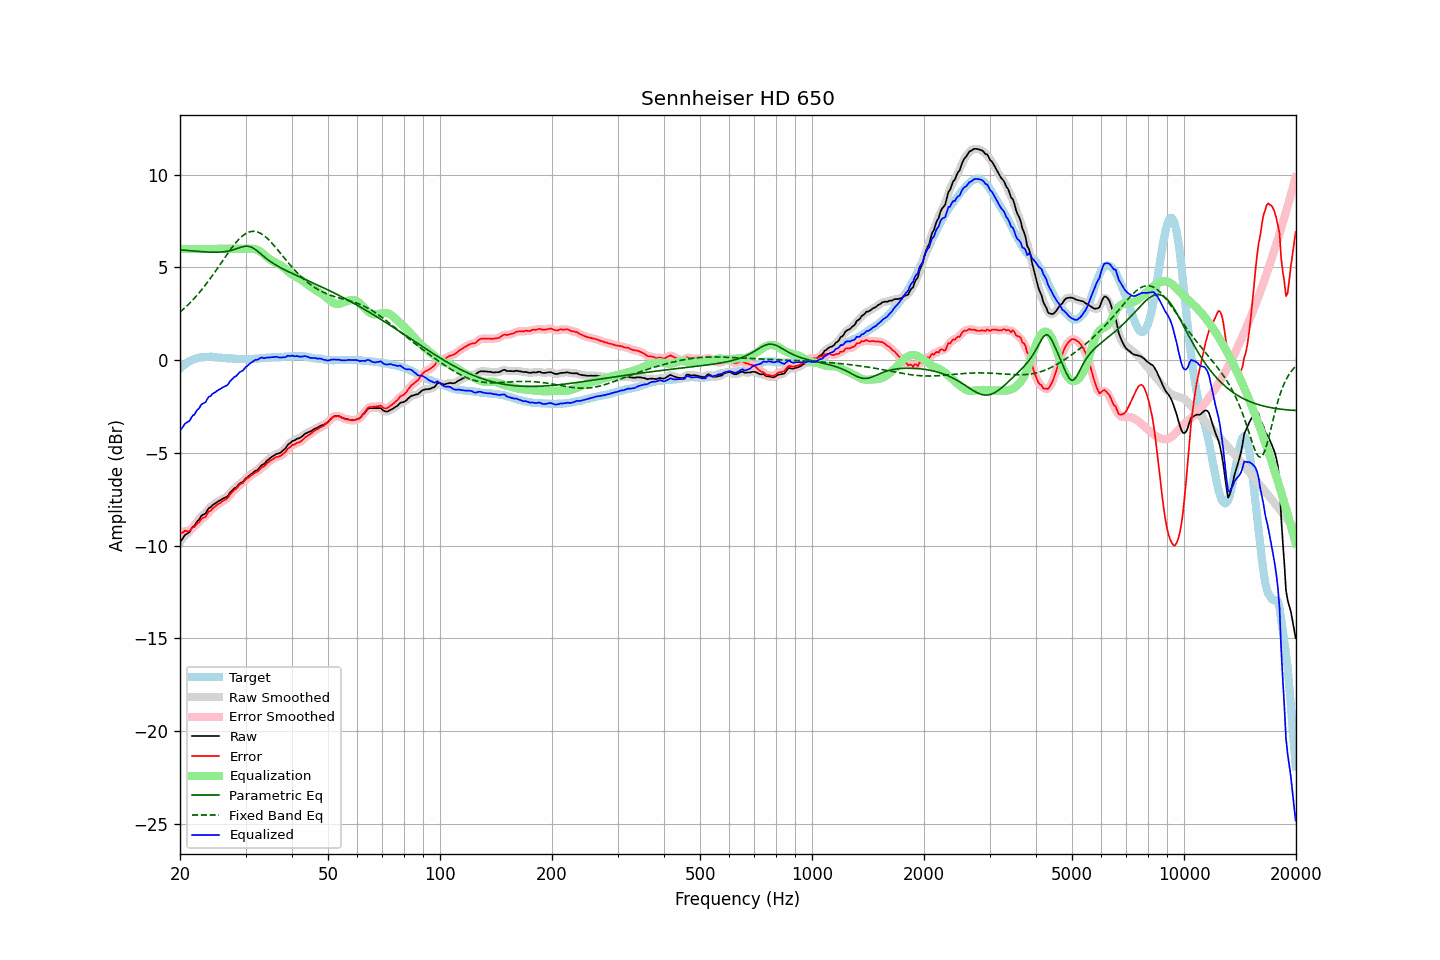 Sennheiser HD 650
Amplitude (dBr)
10
5
0
−5
−10
−15
−20
−25
Target
Raw Smoothed
Error Smoothed
Raw
Error
Equalization
Parametric Eq
Fixed Band Eq
Equalized
20 50 100 200 500 1000 2000 5000 10000 20000
Frequency (Hz)